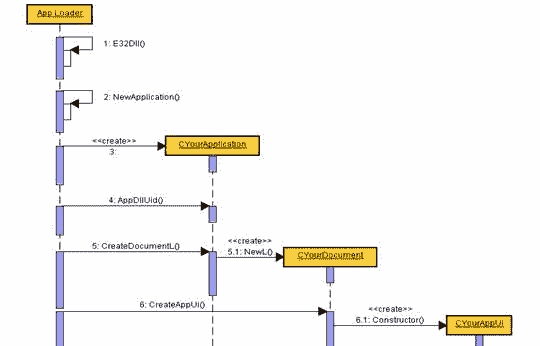 App Loader
1: E32Dll()
2: NewApplication()
<<create>>
3:
CYourApplication
4: AppDllUid()
5: CreateDocumentL()
<<create>>
5.1: NewL()
CYourDocument
6: CreateAppUi()
<<create>>
6.1: Constructor()
CYourAppUi